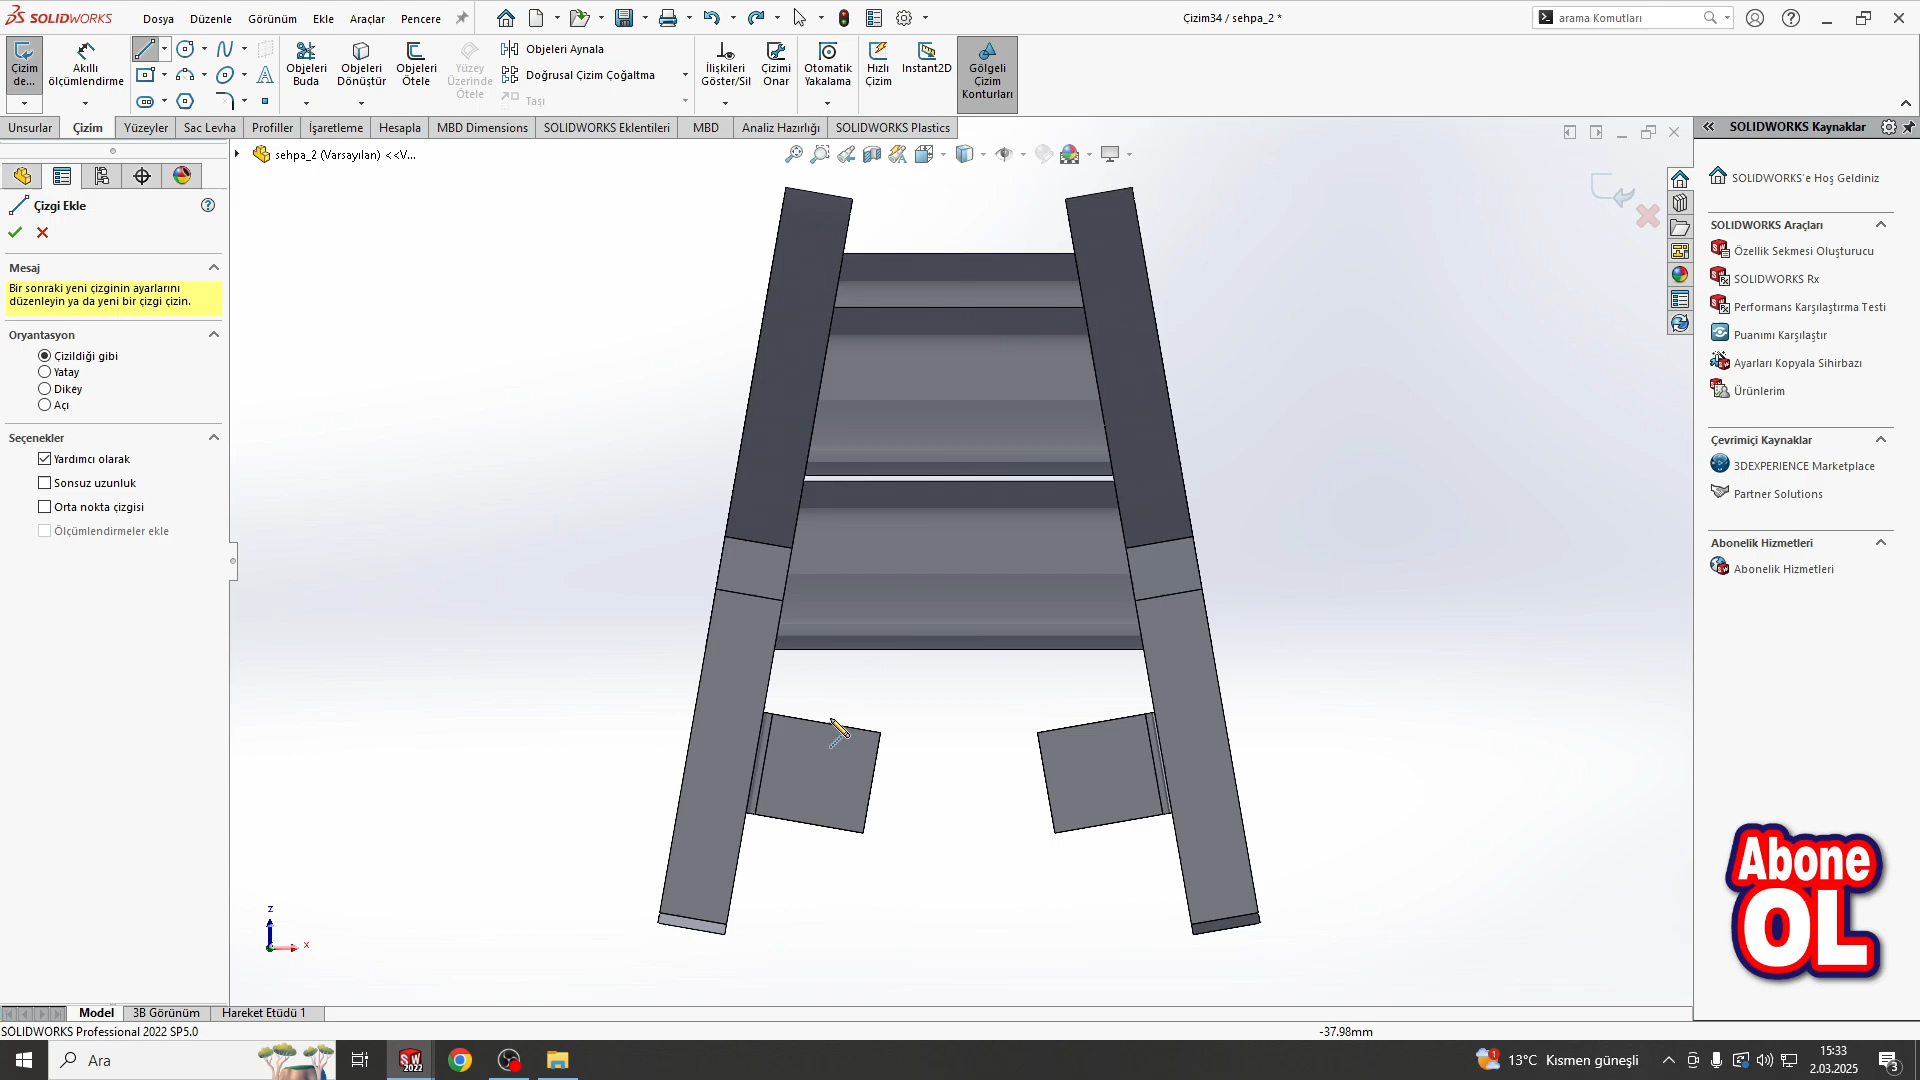 SOLIDWORKS
Dosya Düzenle Görünüm Ekle Araçlar Pencere
Çizim34 / sehpa_2 *
arama Komutları
Çizim de...
Akıllı ölçümlendirme
Objeleri Buda
Objeleri Dönüştür
Objeleri Ötele
Yüzey Üzerinde Ötele
Objeleri Aynala
Doğrusal Çizim Çoğaltma
Taşı
İlişkileri Göster/Sil
Çizimi Onar
Otomatik Yakalama
Hızlı Çizim
Instant2D
Gölgeli Çizim Konturları
Unsurlar Çizim Yüzeyler Sac Levha Profiller İşaretleme Hesapla MBD Dimensions SOLIDWORKS Eklentileri MBD Analiz Hazırlığı SOLIDWORKS Plastics
sehpa_2 (Varsayılan) <<V...
Çizgi Ekle
Mesaj
Bir sonraki yeni çizginin ayarlarını
düzenleyin ya da yeni bir çizgi çizin.
Oryantasyon
Çizildiği gibi
Yatay
Dikey
Açı
Seçenekler
Yardımcı olarak
Sonsuz uzunluk
Orta nokta çizgisi
Ölçümlendirmeler ekle
z
x
SOLIDWORKS Kaynaklar
SOLIDWORKS'e Hoş Geldiniz
SOLIDWORKS Araçları
Özellik Sekmesi Oluşturucu
SOLIDWORKS Rx
Performans Karşılaştırma Testi
Puanımı Karşılaştır
Ayarları Kopyala Sihirbazı
Ürünlerim
Çevrimiçi Kaynaklar
3DEXPERIENCE Marketplace
Partner Solutions
Abonelik Hizmetleri
Abonelik Hizmetleri
Abone
OL
Model 3B Görünüm Hareket Etüdü 1
SOLIDWORKS Professional 2022 SP5.0
-37.98mm
Ara
SW
2022
1
13°C Kısmen güneşli
15:33
2.03.2025
3